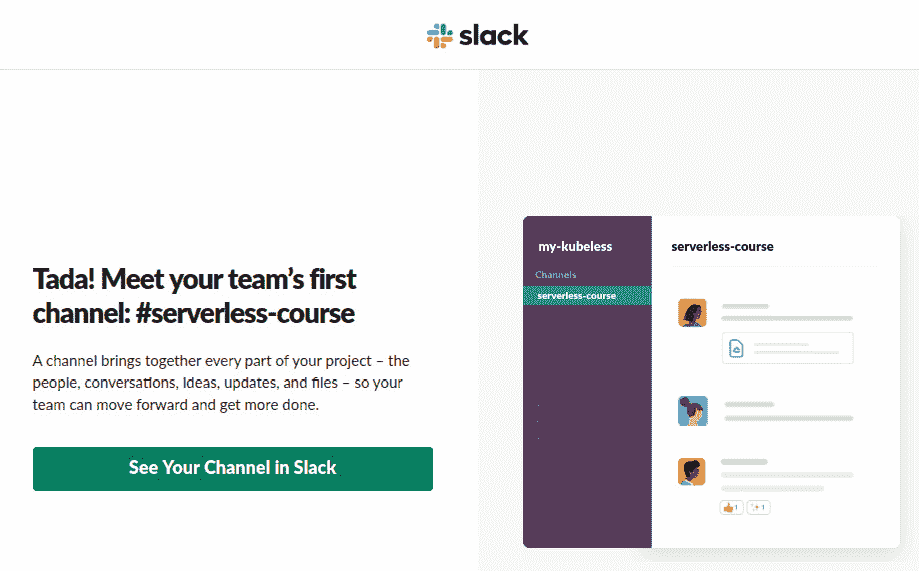 slack
Tada! Meet your team's first
channel: #serverless-course
A channel brings together every part of your project – the
people, conversations, ideas, updates, and files – so your
team can move forward and get more done.
See Your Channel in Slack
my-kubeless
Channels
serverless-course
serverless-course
1
1